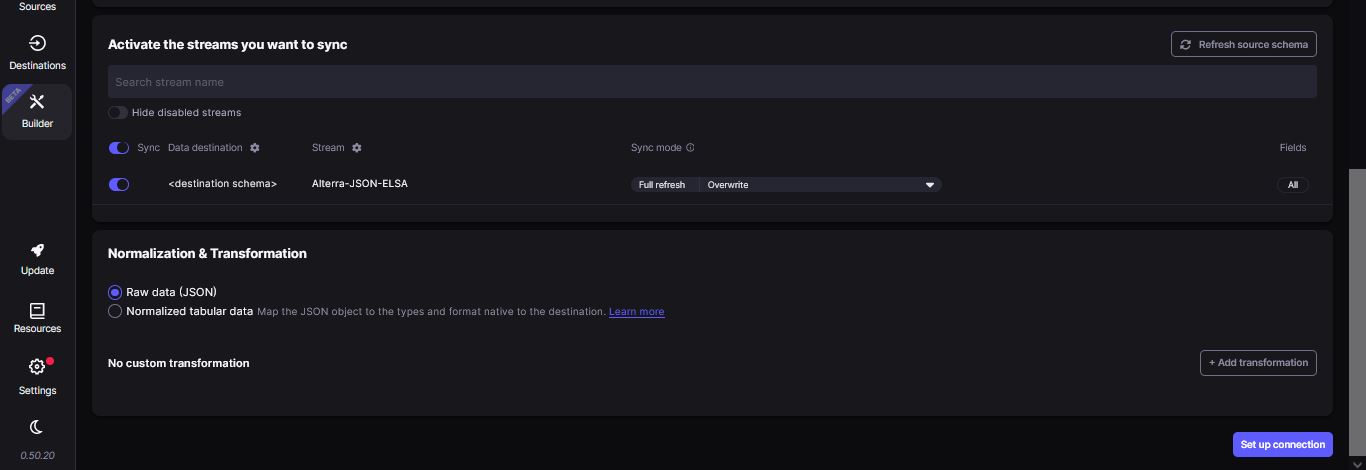 Sources
Destinations
BETA
Builder
Update
Resources
Settings
0.50.20
Activate the streams you want to sync
Refresh source schema
Search stream name
Hide disabled streams
Sync Data destination Stream Sync mode Fields
<destination schema> Alterra-JSON-ELSA Full refresh Overwrite All
Normalization & Transformation
Raw data (JSON)
Normalized tabular data Map the JSON object to the types and format native to the destination. Learn more
No custom transformation
+ Add transformation
Set up connection